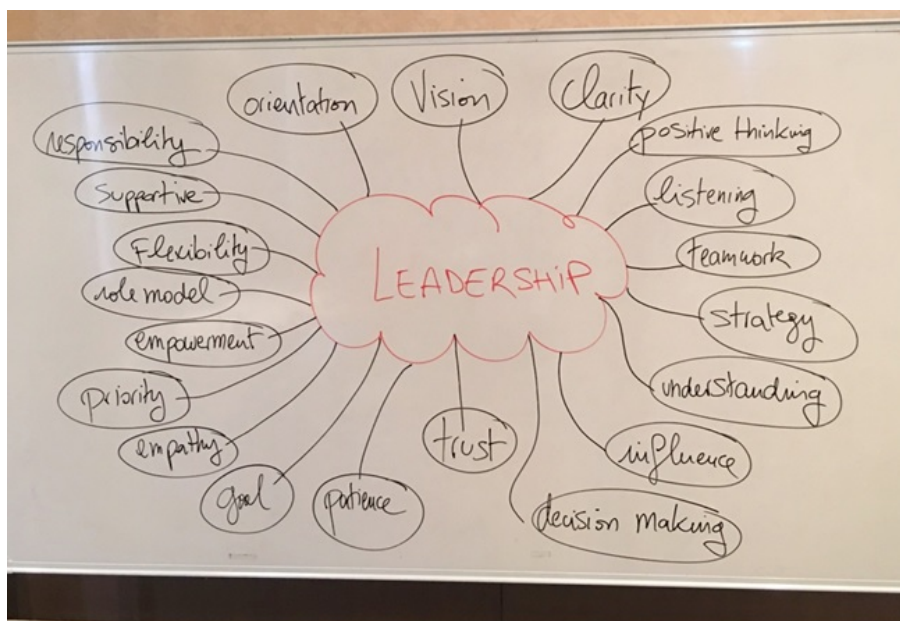 orientation
Vision
Clarity
responsibility
positive thinking
supportive
listening
Flexibility
teamwork
role model
LEADERSHIP
strategy
empowerment
understanding
priority
empathy
trust
influence
goal
patience
decision making